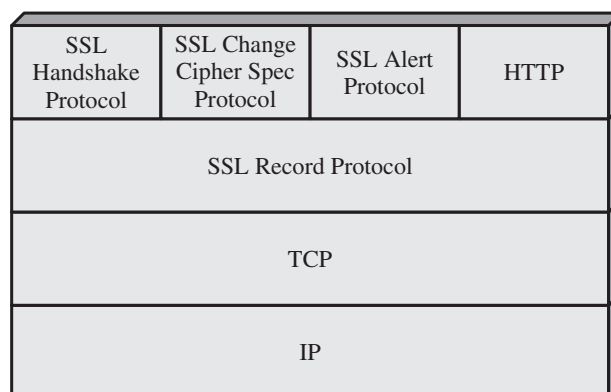 SSL
Handshake
Protocol
SSL Change
Cipher Spec
Protocol
SSL Alert
Protocol
HTTP
SSL Record Protocol
TCP
IP